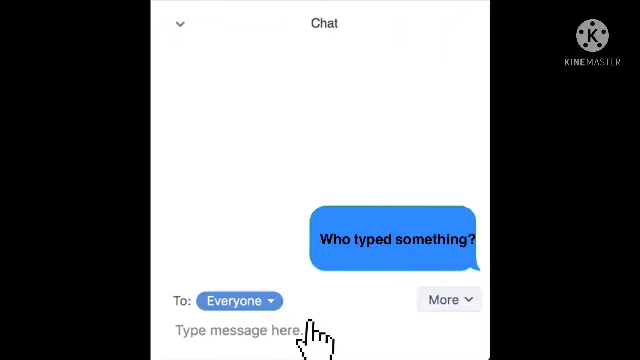 Chat
KINEMASTER
Who typed something?
To: Everyone
More
Type message here.